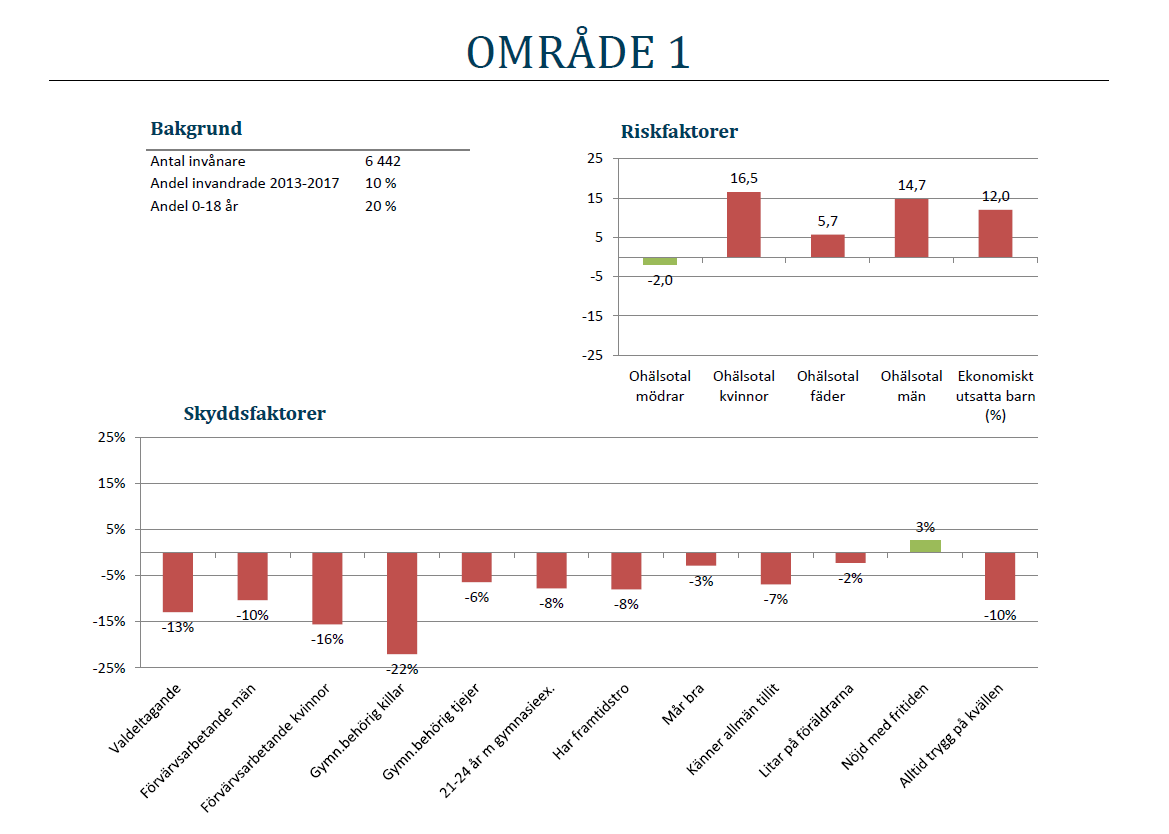 OMRÅDE 1
Bakgrund
Antal invånare 6 442
Andel invandrade 2013-2017 10 %
Andel 0-18 år 20 %
Riskfaktorer
25
15
5
-5
-15
-25
-2,0
16,5
5,7
14,7
12,0
Ohälsotal mödrar
Ohälsotal kvinnor
Ohälsotal fäder
Ohälsotal män
Ekonomiskt utsatta barn (%)
Skyddsfaktorer
25%
15%
5%
-5%
-15%
-25%
-13%
-10%
-16%
-22%
-6%
-8%
-8%
-3%
-7%
-2%
3%
-10%
Valdeltagande
Förvärvsarbetande män
Förvärvsarbetande kvinnor
Gymn.behörig killar
Gymn.behörig tjejer
21-24 år m gymnasieex.
Har framtidstro
Mår bra
Känner allmän tillit
Litar på föräldrarna
Nöjd med fritiden
Alltid trygg på kvällen